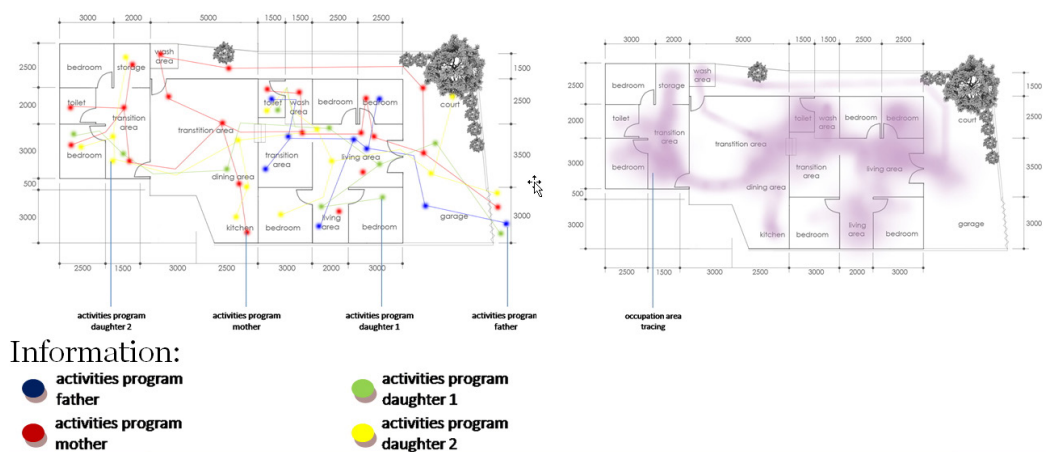 3000 2000 5000 1500 1500 2500 2500
2500
2000
3000
500
3000
1500
2500
3500
3000
bedroom
storage
wash
area
toilet
transition
area
bedroom
transtition area
dining area
kitchen
toilet
wash
area
bedroom
bedroom
transition
area
living area
bedroom
living
area
bedroom
court
garage
2500 1500 3000 2500 3000 2000 3000
activities program
daughter 2
activities program
mother
activities program
daughter 1
activities program
father
3000 2000 5000 1500 1500 2500 2500
2500
2000
3000
500
3000
1500
2500
3500
3000
bedroom
storage
wash
area
toilet
transition
area
bedroom
transtition area
dining area
kitchen
toilet
wash
area
bedroom
bedroom
transition
area
living area
bedroom
living
area
bedroom
court
garage
2500 1500 3000 2500 3000 2000 3000
occupation area
tracing
Information:
activities program
father
activities program
mother
activities program
daughter 1
activities program
daughter 2